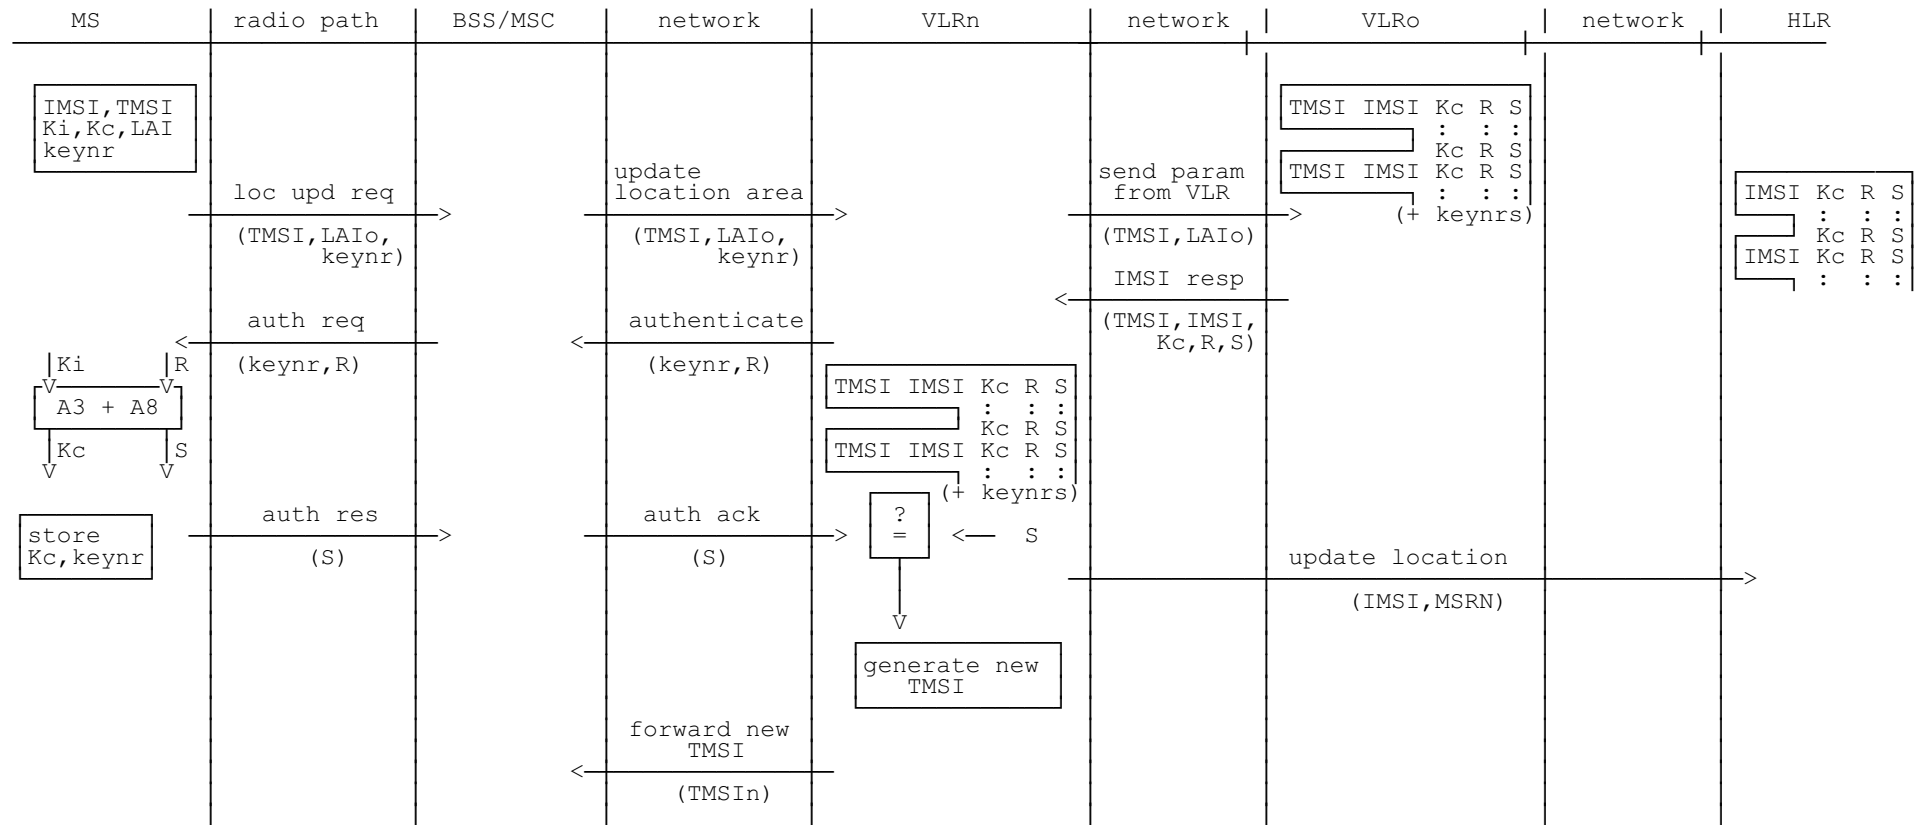 MS radio path BSS/MSC network VLRn network VLRo network HLR
IMSI,TMSI
Ki,Kc,LAI
keynr
TMSI IMSI Kc R S
: : :
Kc R S
TMSI IMSI Kc R S
: : :
(+ keynrs)
IMSI Kc R S
: : :
Kc R S
IMSI Kc R S
: : :
loc upd req
(TMSI,LAIo,
keynr)
update
location area
(TMSI,LAIo,
keynr)
send param
from VLR
(TMSI,LAIo)
IMSI resp
(TMSI,IMSI,
Kc,R,S)
auth req
(keynr,R)
authenticate
(keynr,R)
Ki R
A3 + A8
Kc S
TMSI IMSI Kc R S
: : :
Kc R S
TMSI IMSI Kc R S
: : :
(+ keynrs)
store
Kc,keynr
auth res
(S)
auth ack
(S)
?
=
S
update location
(IMSI,MSRN)
generate new
TMSI
forward new
TMSI
(TMSIn)